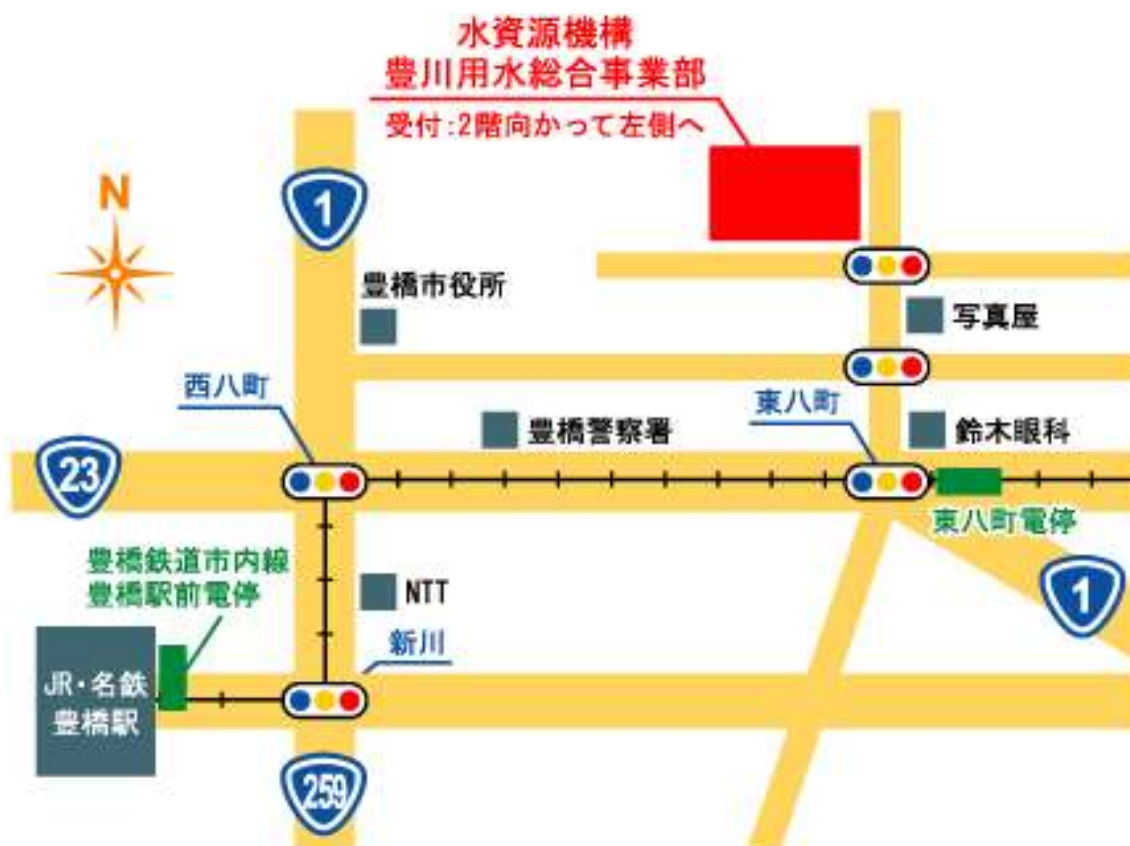 水資源機構
豊川用水総合事業部
受付:2階向かって左側へ
N
1
豊橋市役所
写真屋
西八町
東八町
豊橋警察署
鈴木眼科
23
東八町電停
豊橋鉄道市内線
豊橋駅前電停
NTT
1
新川
JR・名鉄
豊橋駅
259